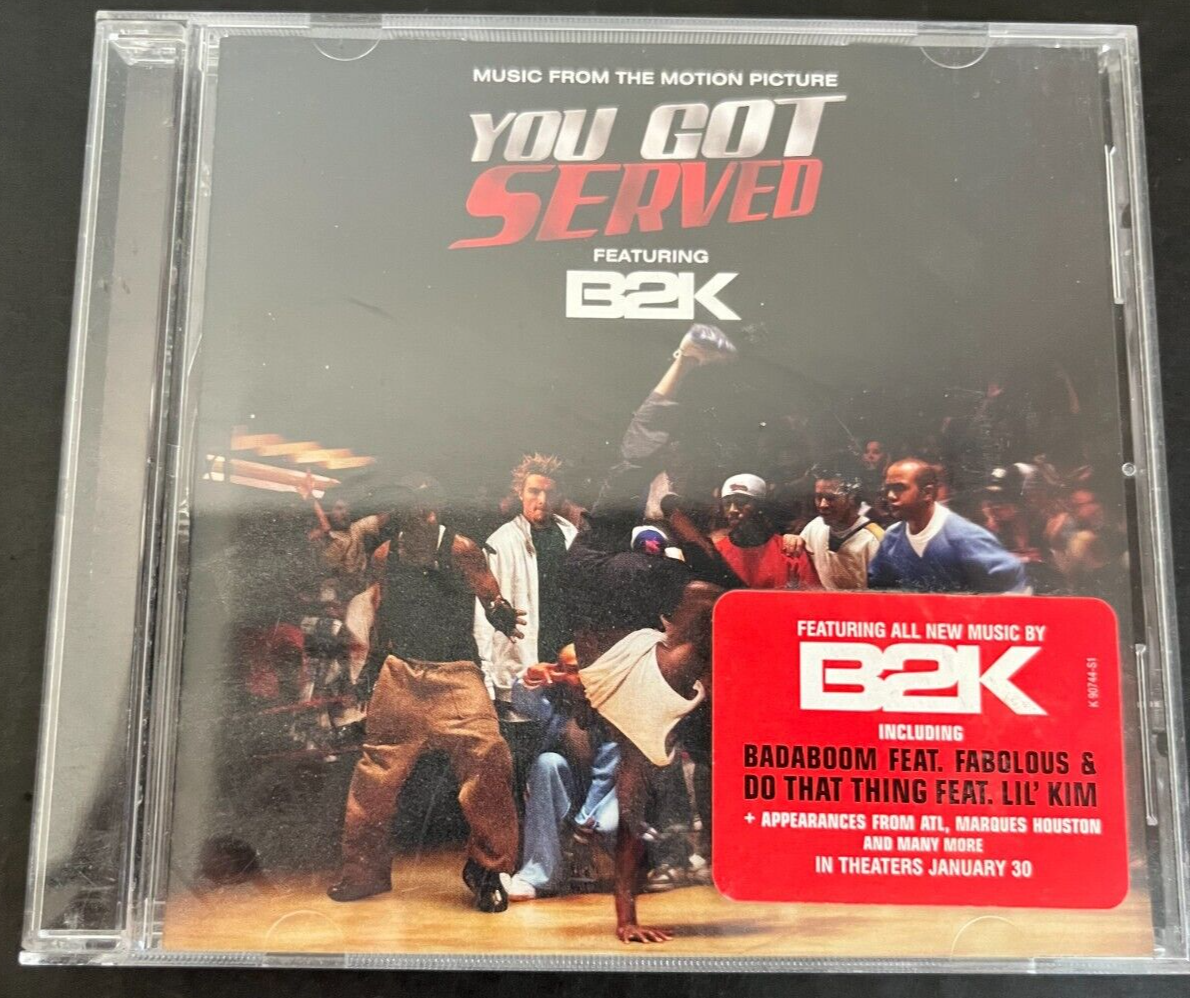 MUSIC FROM THE MOTION PICTURE
YOU GOT
SERVED
FEATURING
B2K
FEATURING ALL NEW MUSIC BY
B2K
INCLUDING
BADABOOM FEAT. FABOLOUS &
DO THAT THING FEAT. LIL' KIM
+ APPEARANCES FROM ATL, MARQUES HOUSTON
AND MANY MORE
IN THEATERS JANUARY 30
K 90744-S1